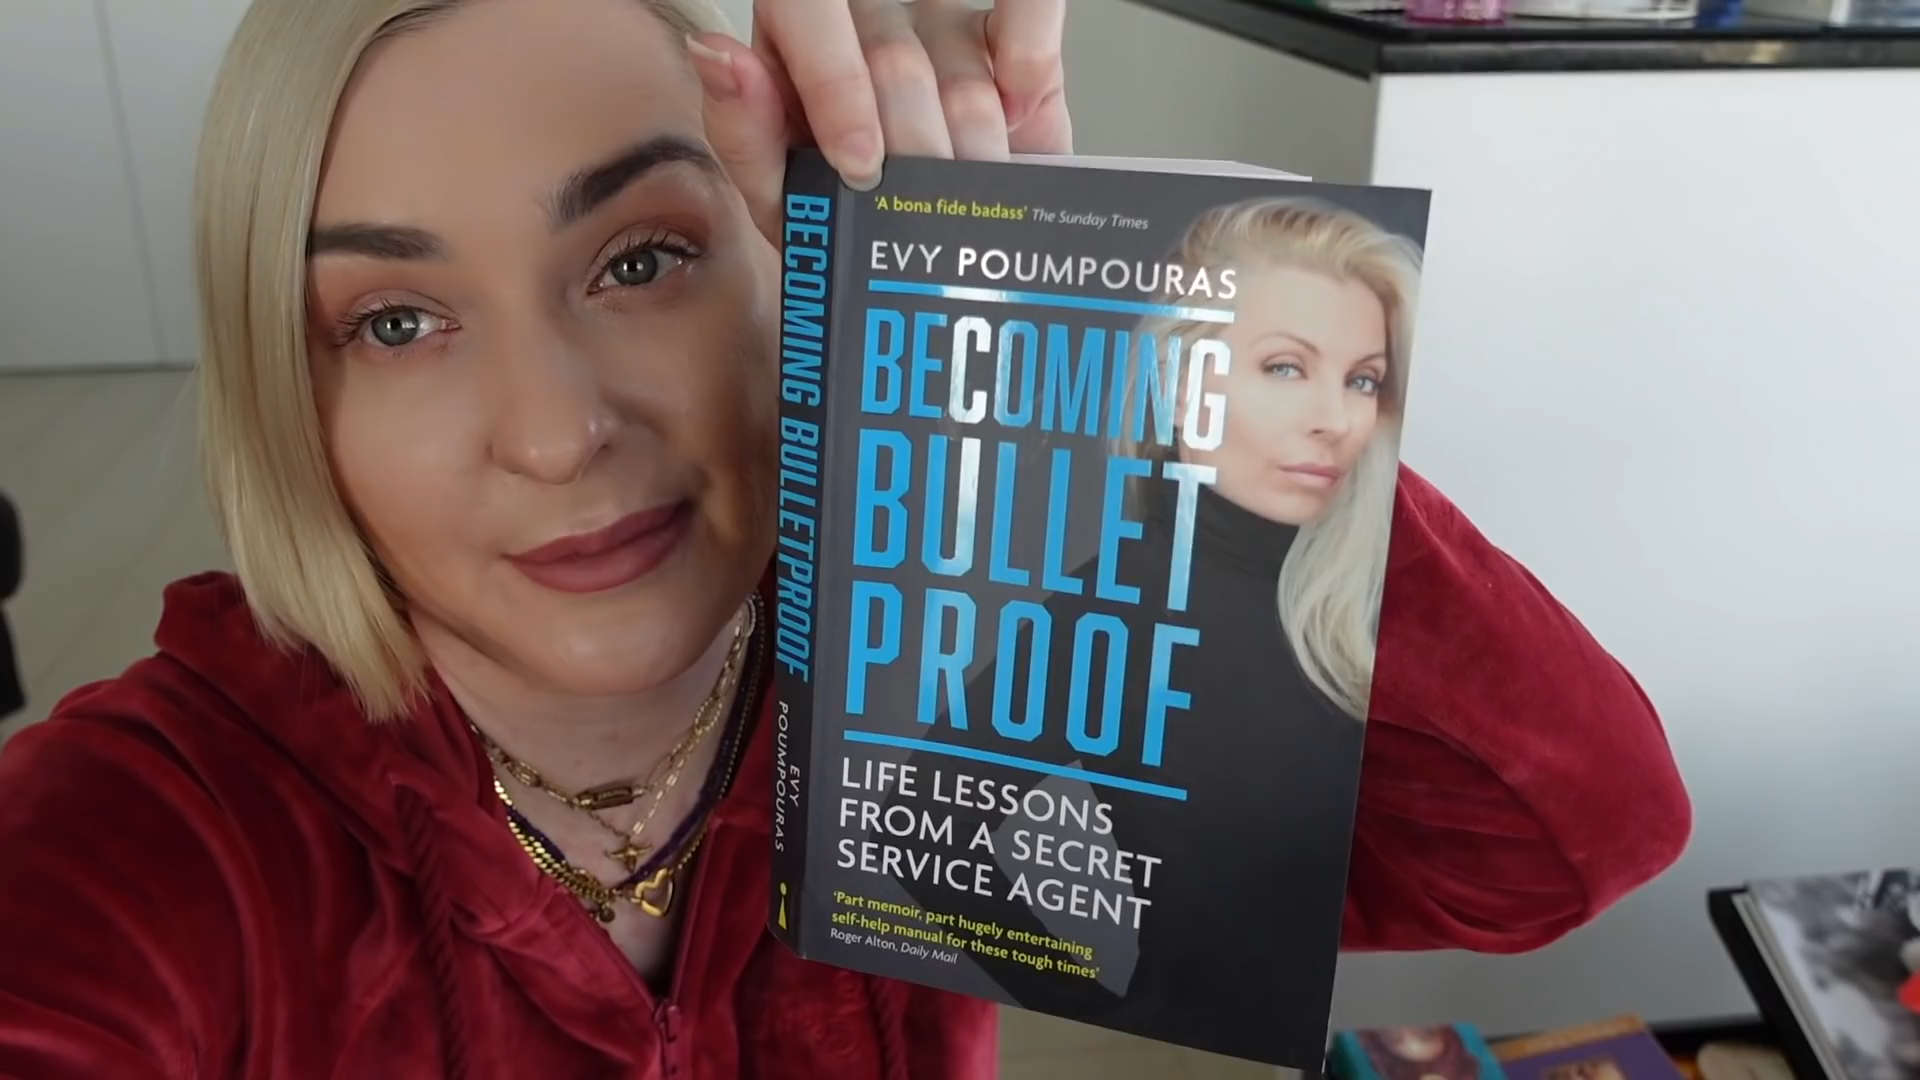 BECOMING BULLETPROOF
EVY
POUMPOURAS
'A bona fide badass' The Sunday Times
EVY POUMPOURAS
BECOMING
BULLET
PROOF
LIFE LESSONS
FROM A SECRET
SERVICE AGENT
'Part memoir, part hugely entertaining
self-help manual for these tough times'
Roger Alton, Daily Mail